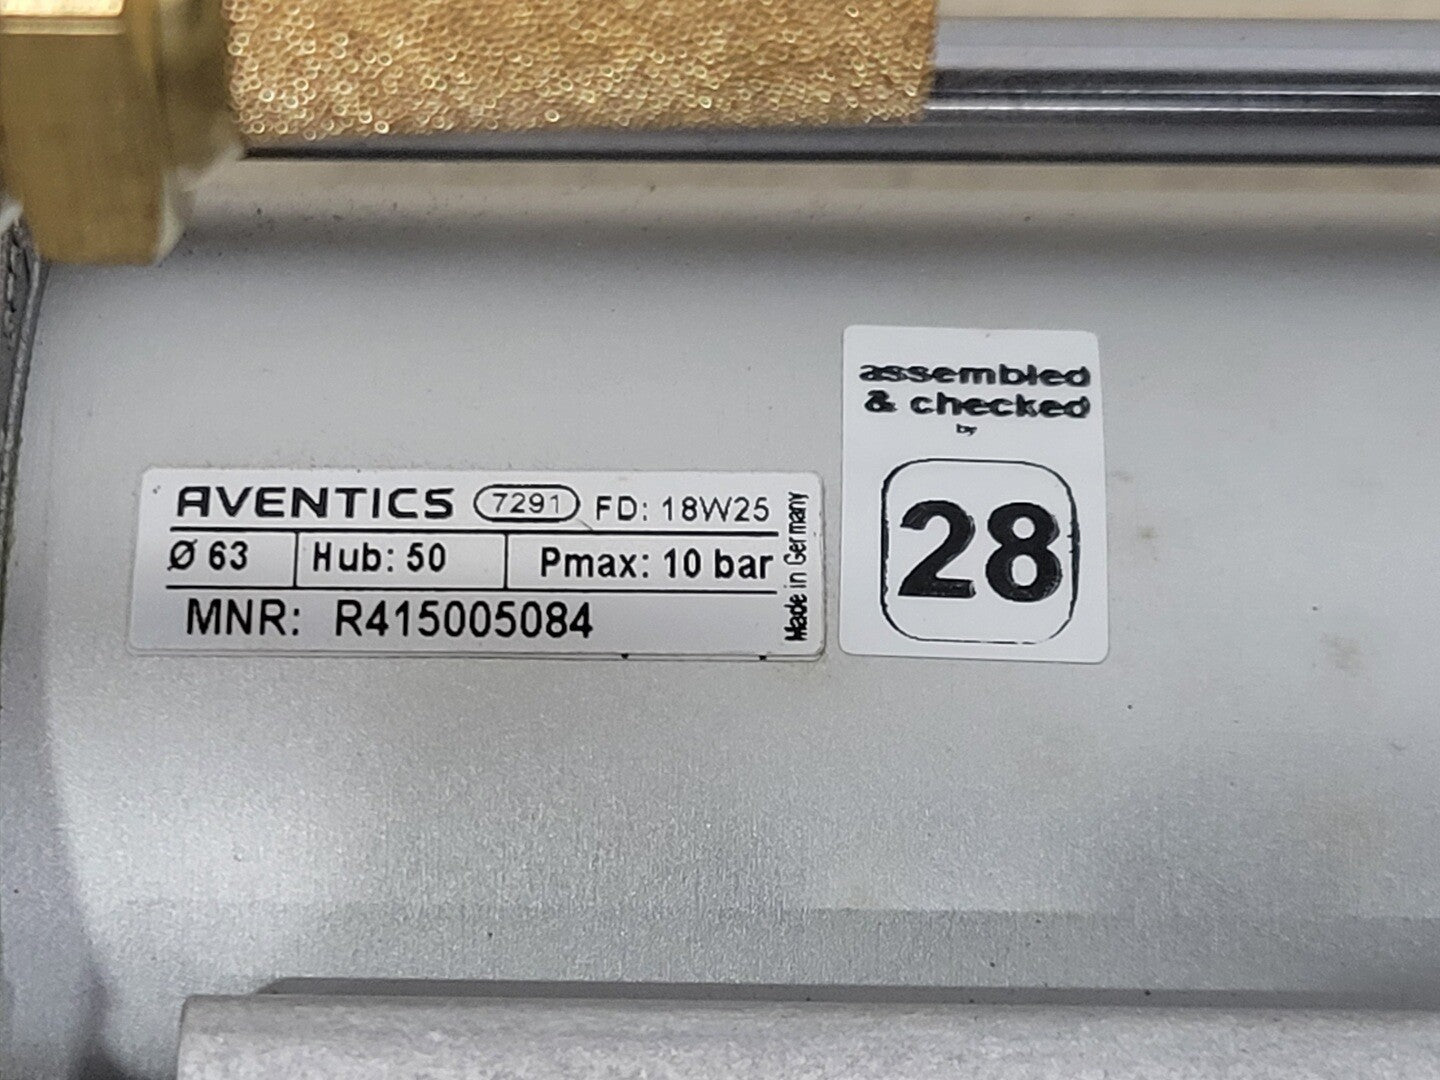 AVENTICS 7291 FD: 18W25
Ø 63 Hub: 50 Pmax: 10 bar
MNR: R415005084
Made in Germany
assembled
& checked
by
28